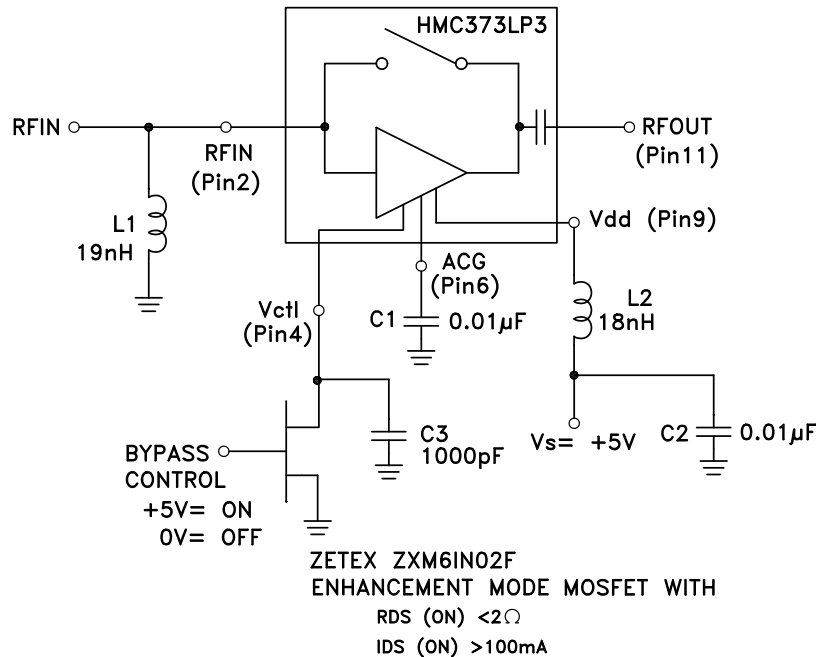 HMC373LP3
RFIN
RFIN
(Pin2)
RFOUT
(Pin11)
L1
19nH
Vdd (Pin9)
ACG
(Pin6)
L2
18nH
Vctl
(Pin4)
C1
0.01µF
C3
1000pF
Vs= +5V
C2
0.01µF
BYPASS
CONTROL
+5V= ON
0V= OFF
ZETEX ZXM6IN02F
ENHANCEMENT MODE MOSFET WITH
RDS (ON) <2Ω
IDS (ON) >100mA